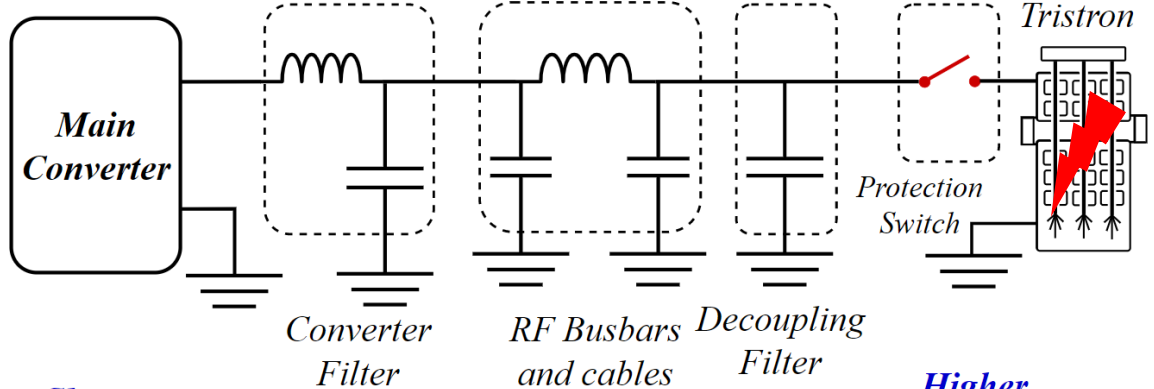 Tristron
Main
Converter
Protection
Switch
Converter
Filter
RF Busbars
and cables
Decoupling
Filter
Higher